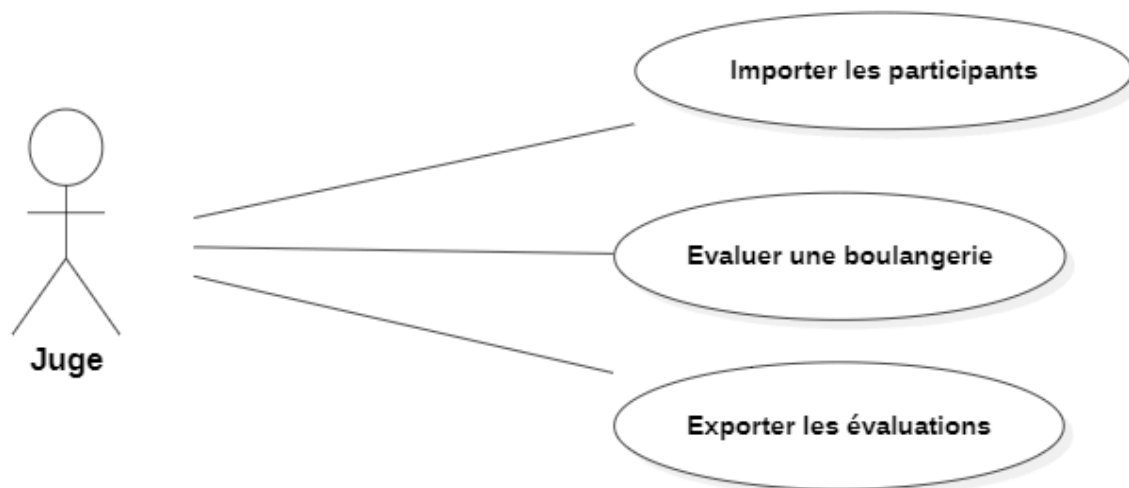 Importer les participants
Evaluer une boulangerie
Juge
Exporter les évaluations